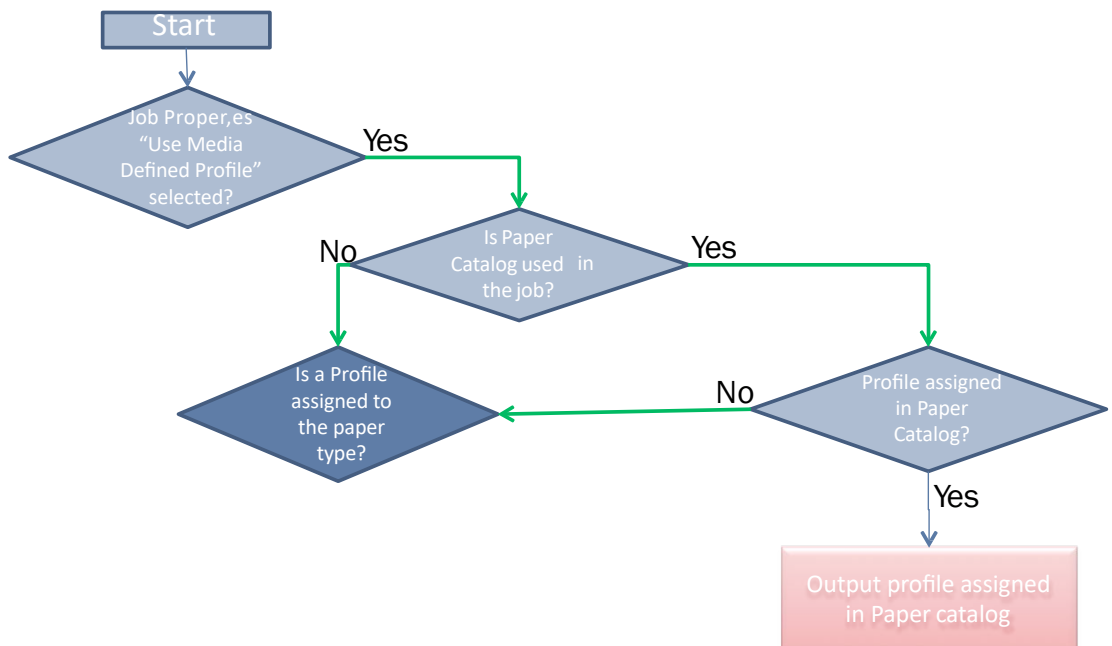 Start
Job Proper,es
“Use Media
Defined Profile”
selected?
Yes
Is Paper
Catalog used in
the job?
No
Yes
Is a Profile
assigned to
the paper
type?
No
Profile assigned
in Paper
Catalog?
Yes
Output profile assigned
in Paper catalog